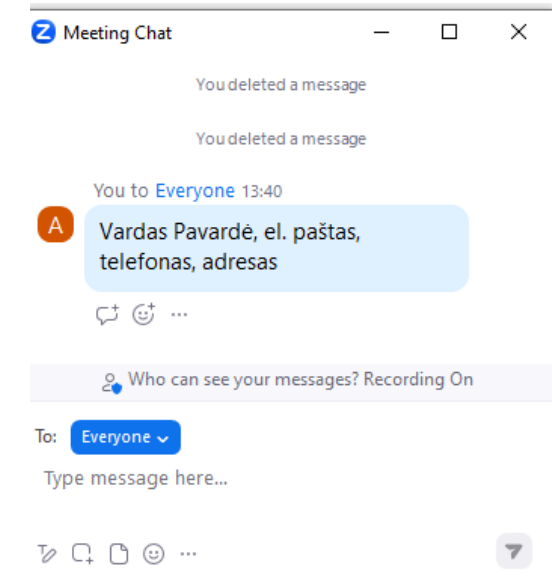 Meeting Chat
You deleted a message
You deleted a message
You to Everyone 13:40
A
Vardas Pavardė, el. paštas,
telefonas, adresas
Who can see your messages? Recording On
To: Everyone
Type message here...